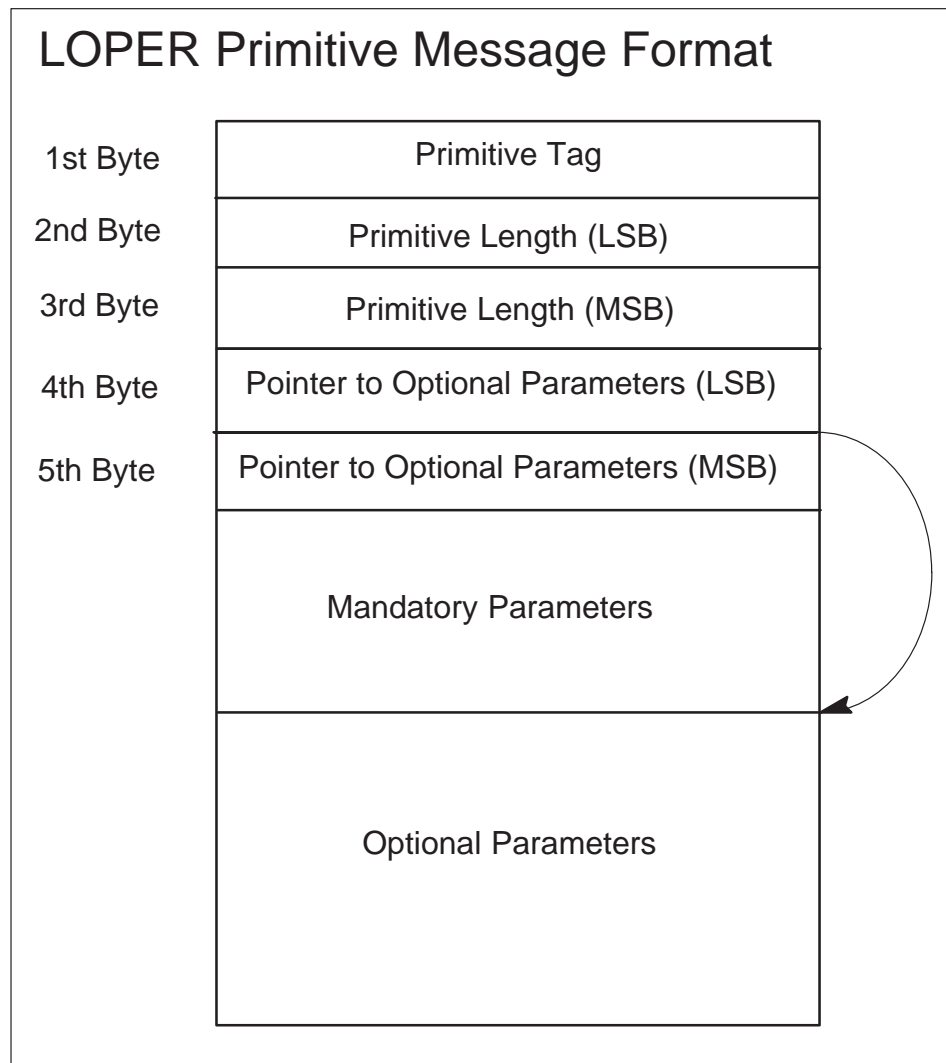 LOPER Primitive Message Format
1st Byte
Primitive Tag
2nd Byte
Primitive Length (LSB)
3rd Byte
Primitive Length (MSB)
4th Byte
Pointer to Optional Parameters (LSB)
5th Byte
Pointer to Optional Parameters (MSB)
Mandatory Parameters
Optional Parameters